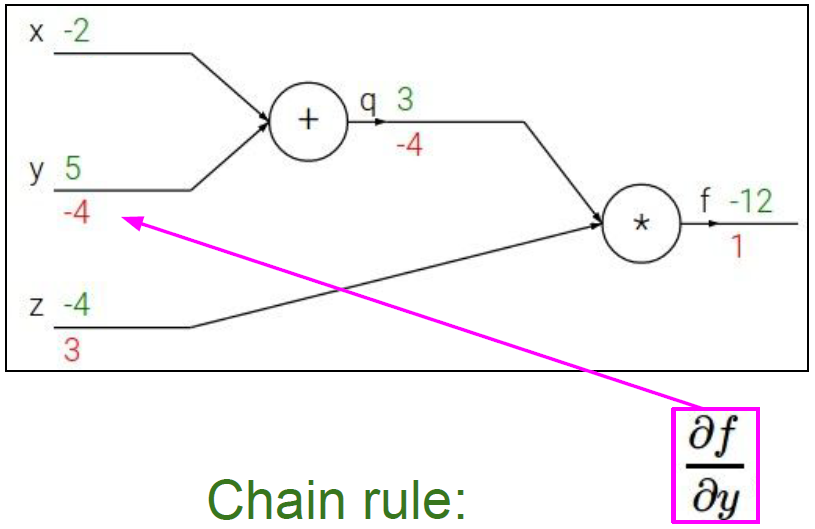 x -2
+
q 3
-4
y 5
-4
f -12
*
1
z -4
3
∂f
∂y
Chain rule: